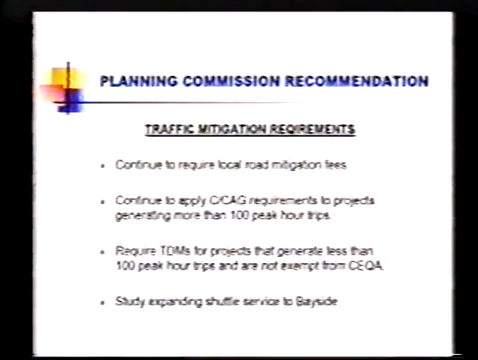 PLANNING COMMISSION RECOMMENDATION
TRAFFIC MITIGATION REQIREMENTS
Continue to require local road mitigation fees
Continue to apply C/CAG requirements to projects
generating more than 100 peak hour trips.
Require TDMs for projects that generate less than
100 peak hour trips and are not exempt from CEQA.
Study expanding shuttle service to Bayside